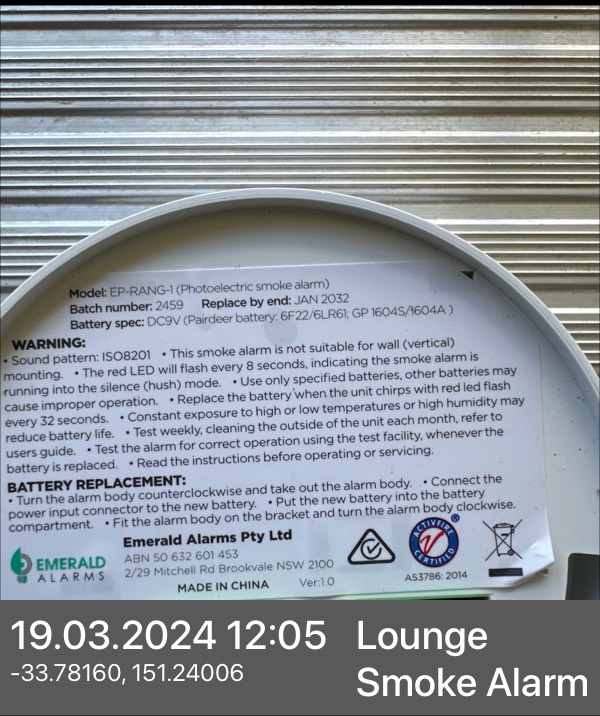 Model: EP-RANG-1 (Photoelectric smoke alarm)
Batch number: 2459 Replace by end: JAN 2032
Battery spec: DC9V (Pairdeer battery: 6F22/6LR61; GP 1604S/1604A )
WARNING:
• Sound pattern: ISO8201 • This smoke alarm is not suitable for wall (vertical)
mounting. • The red LED will flash every 8 seconds, indicating the smoke alarm is
running into the silence (hush) mode. • Use only specified batteries, other batteries may
cause improper operation. • Replace the battery when the unit chirps with red led flash
every 32 seconds. • Constant exposure to high or low temperatures or high humidity may
reduce battery life. • Test weekly, cleaning the outside of the unit each month, refer to
users guide. • Test the alarm for correct operation using the test facility, whenever the
battery is replaced. • Read the instructions before operating or servicing.
BATTERY REPLACEMENT:
• Turn the alarm body counterclockwise and take out the alarm body. • Connect the
power input connector to the new battery. • Put the new battery into the battery
compartment. • Fit the alarm body on the bracket and turn the alarm body clockwise.
EMERALD
ALARMS
Emerald Alarms Pty Ltd
ABN 50 632 601 453
2/29 Mitchell Rd Brookvale NSW 2100
MADE IN CHINA Ver:1.0
ACTIVFIRE
CERTIFIED
®
AS3786: 2014
19.03.2024 12:05
-33.78160, 151.24006
Lounge
Smoke Alarm